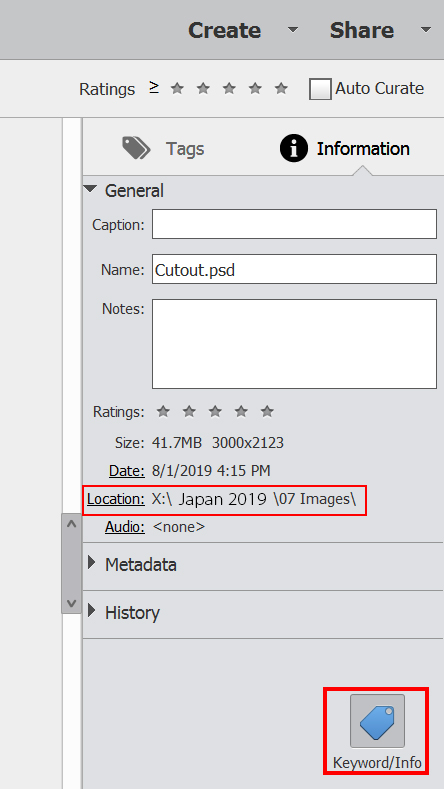 Create Share
Ratings ≥ Auto Curate
Tags Information
General
Caption:
Name: Cutout.psd
Notes:
Ratings:
Size: 41.7MB 3000x2123
Date: 8/1/2019 4:15 PM
Location: X:\ Japan 2019 \07 Images\
Audio: <none>
Metadata
History
Keyword/Info